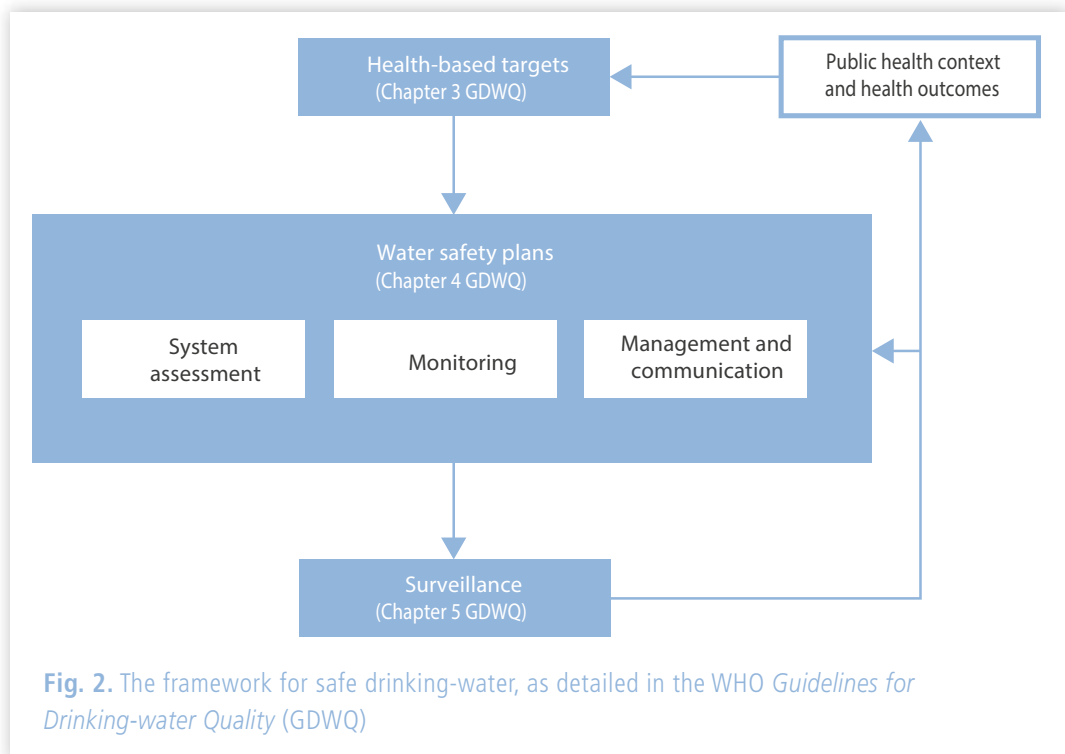 Health-based targets
(Chapter 3 GDWQ)
Public health context
and health outcomes
Water safety plans
(Chapter 4 GDWQ)
System
assessment
Monitoring
Management and
communication
Surveillance
(Chapter 5 GDWQ)
Fig. 2. The framework for safe drinking-water, as detailed in the WHO Guidelines for
Drinking-water Quality (GDWQ)